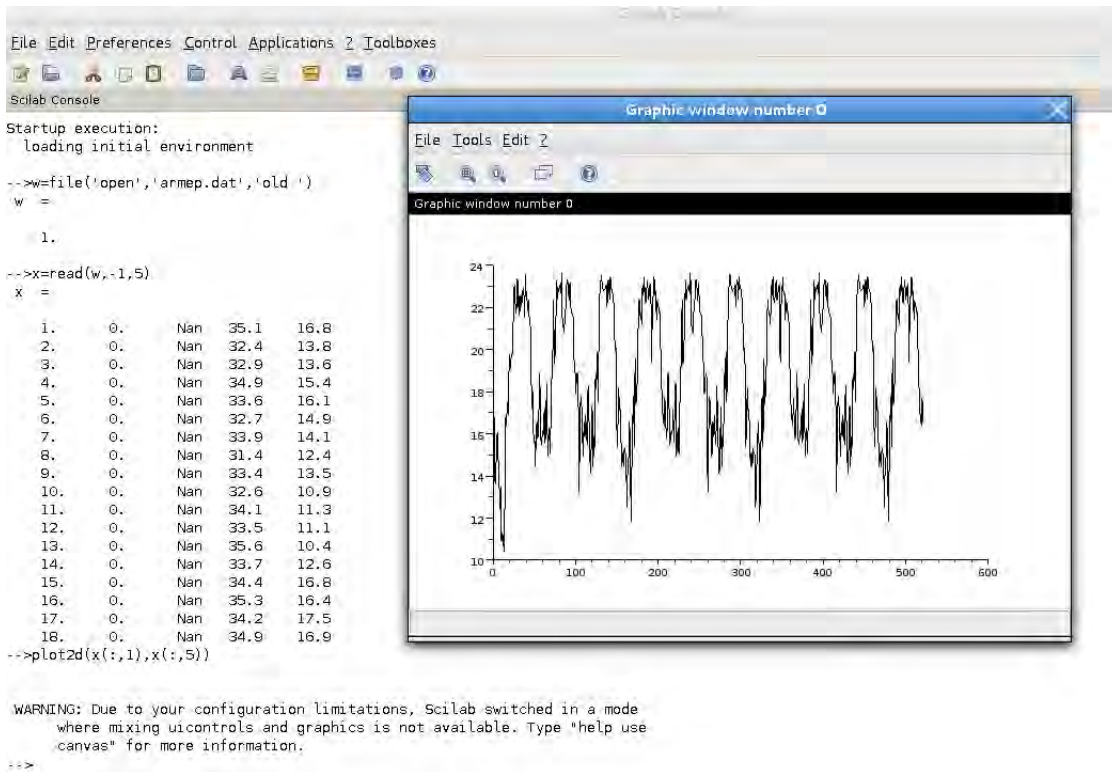 File Edit Preferences Control Applications ? Toolboxes
Scilab Console
Startup execution:
loading initial environment
-->w=file('open','armep.dat','old ')
w =
1.
-->x=read(w,-1,5)
x =
1. 0. Nan 35.1 16.8
2. 0. Nan 32.4 13.8
3. 0. Nan 32.9 13.6
4. 0. Nan 34.9 15.4
5. 0. Nan 33.6 16.1
6. 0. Nan 32.7 14.9
7. 0. Nan 33.9 14.1
8. 0. Nan 31.4 12.4
9. 0. Nan 33.4 13.5
10. 0. Nan 32.6 10.9
11. 0. Nan 34.1 11.3
12. 0. Nan 33.5 11.1
13. 0. Nan 35.6 10.4
14. 0. Nan 33.7 12.6
15. 0. Nan 34.4 16.8
16. 0. Nan 35.3 16.4
17. 0. Nan 34.2 17.5
18. 0. Nan 34.9 16.9
-->plot2d(x(:,1),x(:,5))
WARNING: Due to your configuration limitations, Scilab switched in a mode
where mixing uicontrols and graphics is not available. Type "help use
canvas" for more information.
-->
Graphic window number 0
File Tools Edit ?
Graphic window number 0
24
22
20
18
16
14
12
10
0 100 200 300 400 500 600